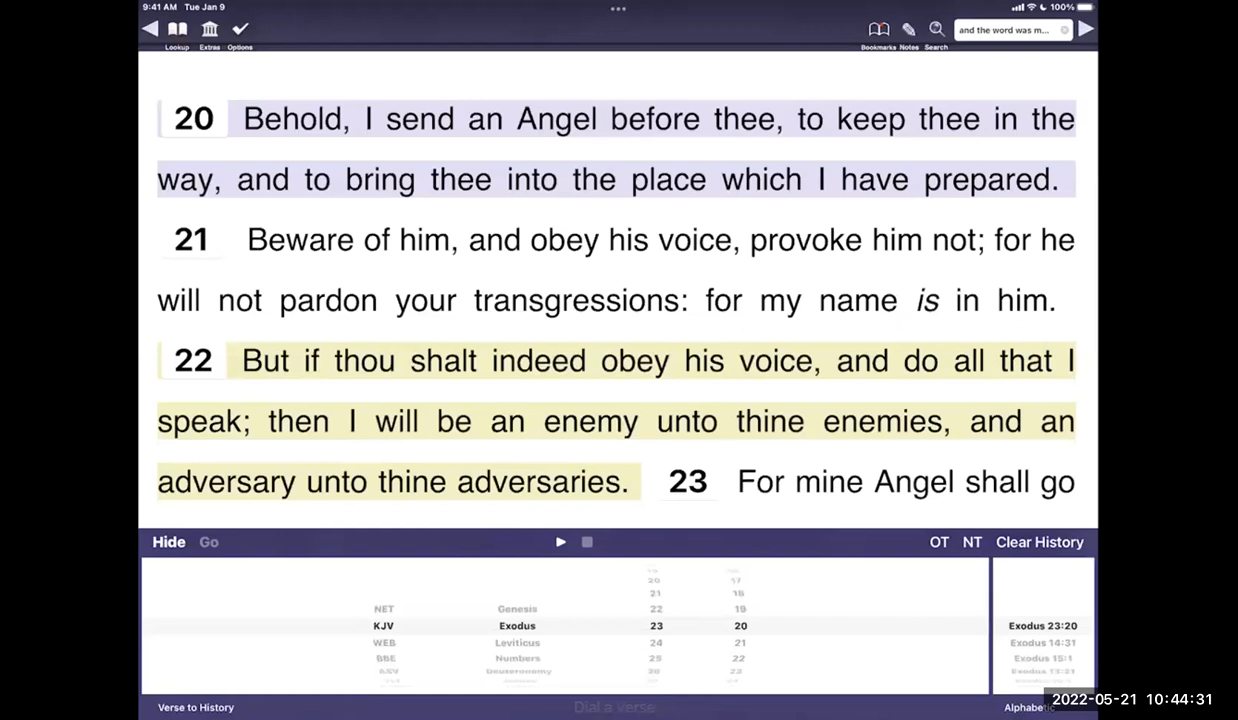 9:41 AM Tue Jan 9
100%
Lookup Extras Options
Bookmarks Notes Search
and the word was m...
20 Behold, I send an Angel before thee, to keep thee in the
way, and to bring thee into the place which I have prepared.
21 Beware of him, and obey his voice, provoke him not; for he
will not pardon your transgressions: for my name is in him.
22 But if thou shalt indeed obey his voice, and do all that I
speak; then I will be an enemy unto thine enemies, and an
adversary unto thine adversaries. 23 For mine Angel shall go
Hide Go OT NT Clear History
20 17
21 18
NET Genesis 22 19
KJV Exodus 23 20 Exodus 23:20
WEB Leviticus 24 21 Exodus 14:31
BBE Numbers 25 22 Exodus 15:1
ASV Deuteronomy 26 23
Verse to History Dial a Verse Alphabetic
2022-05-21 10:44:31